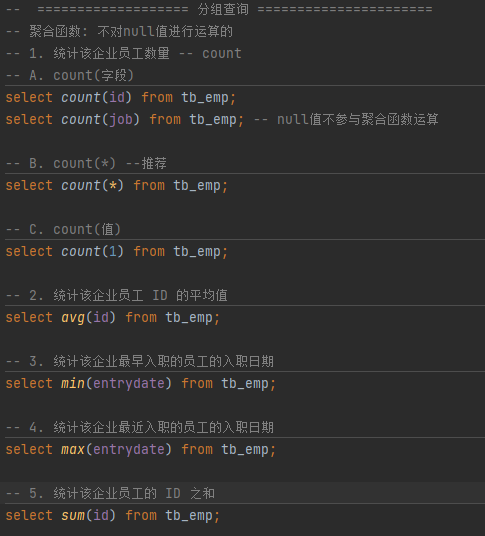 --  =================== 分组查询 ======================
-- 聚合函数: 不对null值进行运算的
-- 1. 统计该企业员工数量 -- count
-- A. count(字段)
select count(id) from tb_emp;
select count(job) from tb_emp; -- null值不参与聚合函数运算
-- B. count(*) --推荐
select count(*) from tb_emp;
-- C. count(值)
select count(1) from tb_emp;
-- 2. 统计该企业员工 ID 的平均值
select avg(id) from tb_emp;
-- 3. 统计该企业最早入职的员工的入职日期
select min(entrydate) from tb_emp;
-- 4. 统计该企业最近入职的员工的入职日期
select max(entrydate) from tb_emp;
-- 5. 统计该企业员工的 ID 之和
select sum(id) from tb_emp;